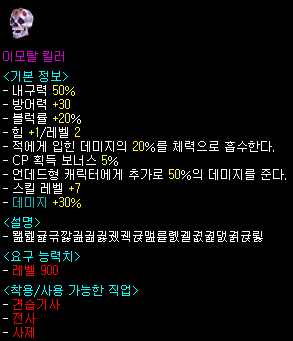 이모탈 킬러
<기본 정보>
- 내구력 50%
- 방어력 +30
- 블럭률 +20%
- 힘 +1/레벨 2
- 적에게 입힌 데미지의 20%를 체력으로 흡수한다.
- CP 획득 보너스 5%
- 언데드형 캐릭터에게 추가로 50%의 데미지를 준다.
- 스킬 레벨 +7
- 데미지 +30%
<설명>
-
<요구 능력치>
- 레벨 900
<착용/사용 가능한 직업>
- 견습기사
- 전사
- 사제